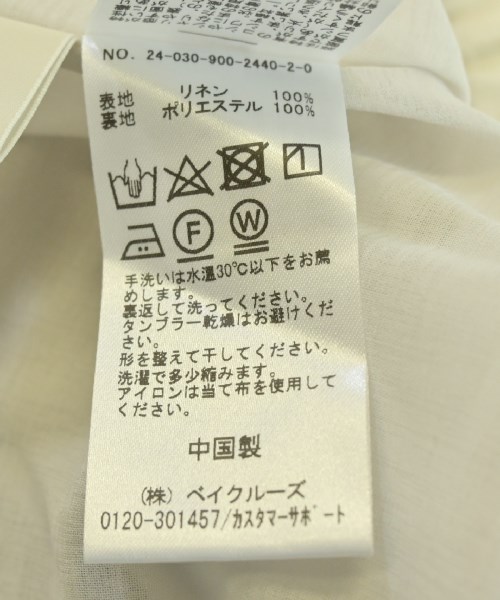 NO. 24-030-900-2440-2-0
表地 リネン 100%
裏地 ポリエステル 100%
F W
手洗いは水温30℃以下をお薦
めします。
裏返して洗ってください。
タンブラー乾燥はお避けくだ
さい。
形を整えて干してください。
洗濯で多少縮みます。
アイロンは当て布を使用して
ください。
中国製
(株) ベイクルーズ
0120-301457/カスタマーサポート